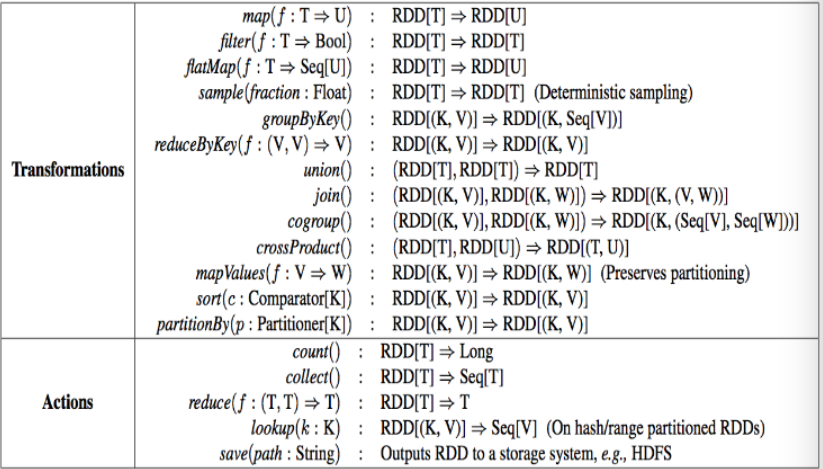 map(f : T ⇒ U) : RDD[T] ⇒ RDD[U]
filter(f : T ⇒ Bool) : RDD[T] ⇒ RDD[T]
flatMap(f : T ⇒ Seq[U]) : RDD[T] ⇒ RDD[U]
sample(fraction : Float) : RDD[T] ⇒ RDD[T] (Deterministic sampling)
groupByKey() : RDD[(K, V)] ⇒ RDD[(K, Seq[V])]
reduceByKey(f : (V, V) ⇒ V) : RDD[(K, V)] ⇒ RDD[(K, V)]
Transformations union() : (RDD[T], RDD[T]) ⇒ RDD[T]
join() : (RDD[(K, V)], RDD[(K, W)]) ⇒ RDD[(K, (V, W))]
cogroup() : (RDD[(K, V)], RDD[(K, W)]) ⇒ RDD[(K, (Seq[V], Seq[W]))]
crossProduct() : (RDD[T], RDD[U]) ⇒ RDD[(T, U)]
mapValues(f : V ⇒ W) : RDD[(K, V)] ⇒ RDD[(K, W)] (Preserves partitioning)
sort(c : Comparator[K]) : RDD[(K, V)] ⇒ RDD[(K, V)]
partitionBy(p : Partitioner[K]) : RDD[(K, V)] ⇒ RDD[(K, V)]
count() : RDD[T] ⇒ Long
collect() : RDD[T] ⇒ Seq[T]
Actions reduce(f : (T, T) ⇒ T) : RDD[T] ⇒ T
lookup(k : K) : RDD[(K, V)] ⇒ Seq[V] (On hash/range partitioned RDDs)
save(path : String) : Outputs RDD to a storage system, e.g., HDFS